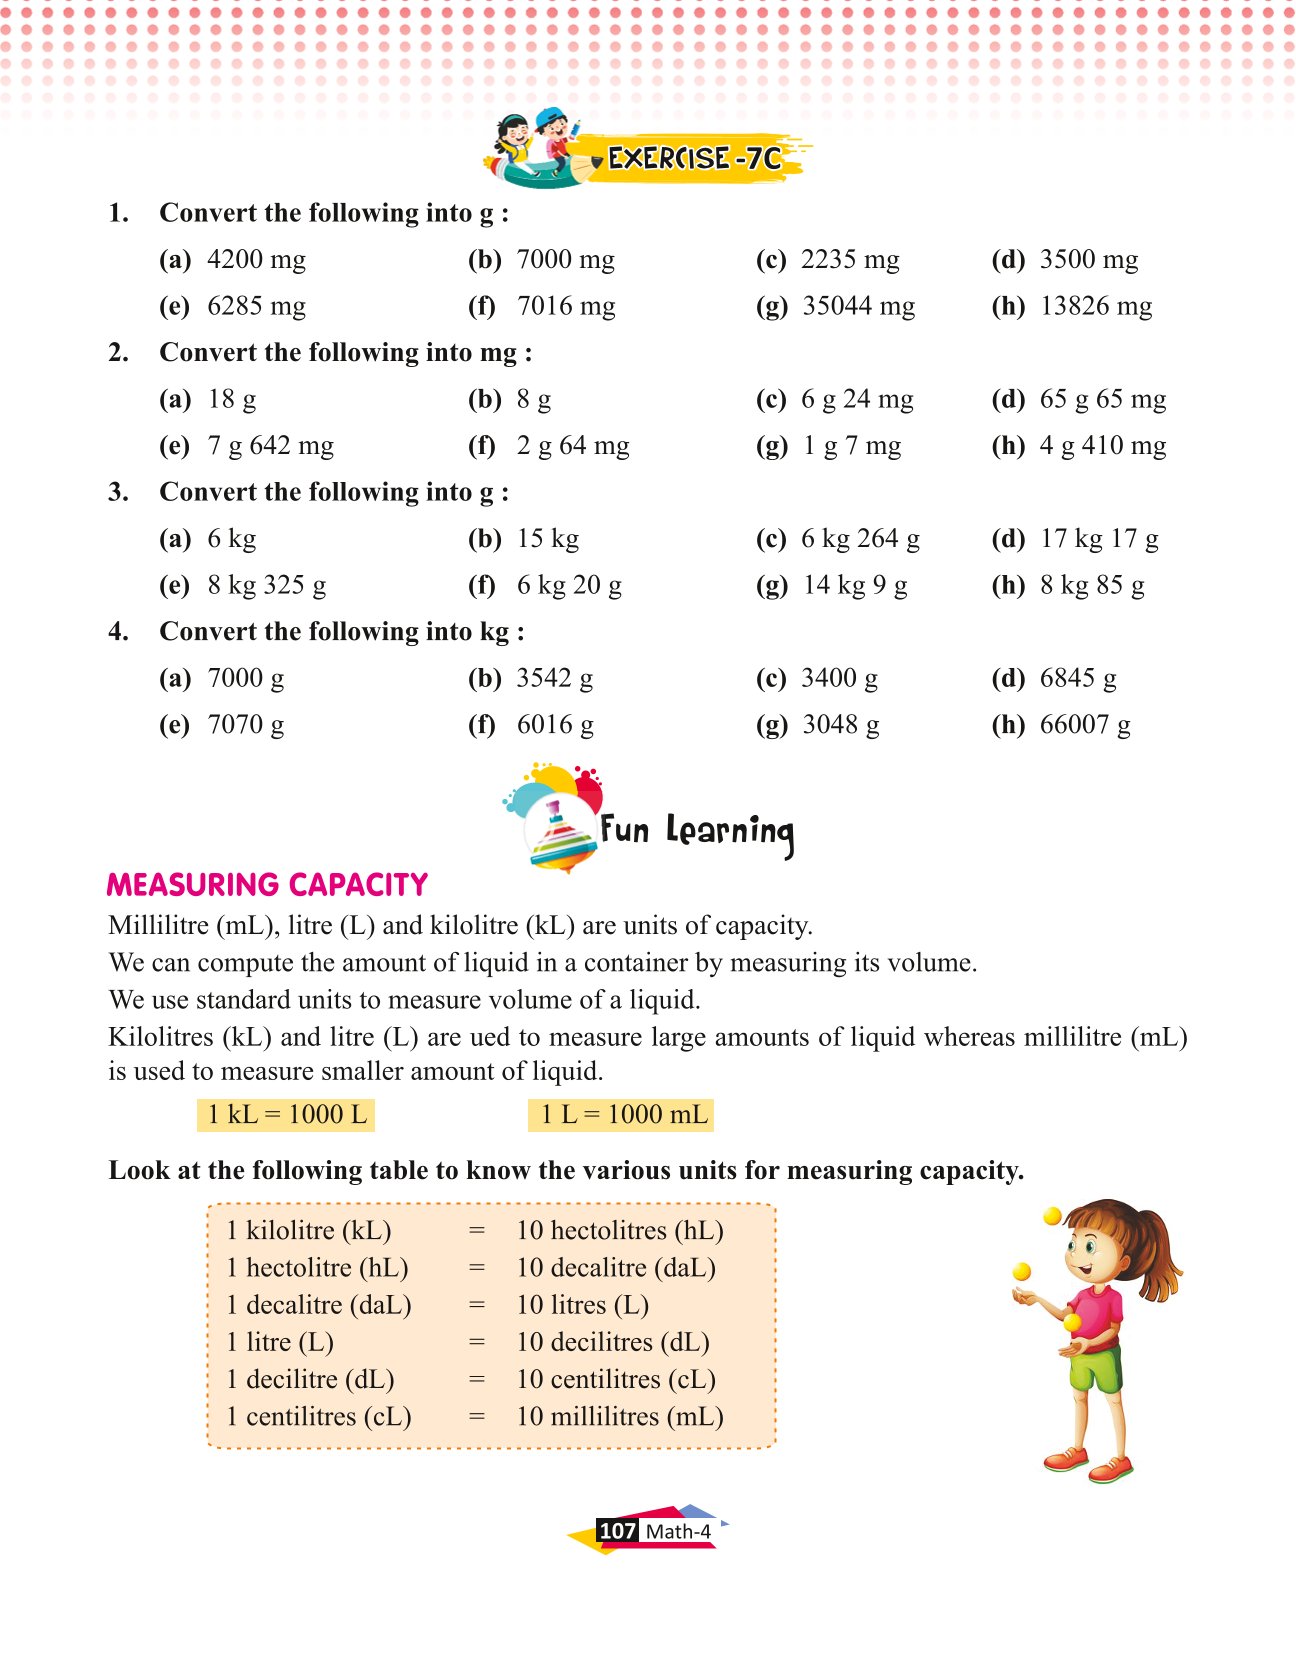 EXERCISE -7C
1. Convert the following into g :
(a) 4200 mg (b) 7000 mg (c) 2235 mg (d) 3500 mg
(e) 6285 mg (f) 7016 mg (g) 35044 mg (h) 13826 mg
2. Convert the following into mg :
(a) 18 g (b) 8 g (c) 6 g 24 mg (d) 65 g 65 mg
(e) 7 g 642 mg (f) 2 g 64 mg (g) 1 g 7 mg (h) 4 g 410 mg
3. Convert the following into g :
(a) 6 kg (b) 15 kg (c) 6 kg 264 g (d) 17 kg 17 g
(e) 8 kg 325 g (f) 6 kg 20 g (g) 14 kg 9 g (h) 8 kg 85 g
4. Convert the following into kg :
(a) 7000 g (b) 3542 g (c) 3400 g (d) 6845 g
(e) 7070 g (f) 6016 g (g) 3048 g (h) 66007 g
Fun Learning
MEASURING CAPACITY
Millilitre (mL), litre (L) and kilolitre (kL) are units of capacity.
We can compute the amount of liquid in a container by measuring its volume.
We use standard units to measure volume of a liquid.
Kilolitres (kL) and litre (L) are ued to measure large amounts of liquid whereas millilitre (mL)
is used to measure smaller amount of liquid.
1 kL = 1000 L 1 L = 1000 mL
Look at the following table to know the various units for measuring capacity.
1 kilolitre (kL) = 10 hectolitres (hL)
1 hectolitre (hL) = 10 decalitre (daL)
1 decalitre (daL) = 10 litres (L)
1 litre (L) = 10 decilitres (dL)
1 decilitre (dL) = 10 centilitres (cL)
1 centilitres (cL) = 10 millilitres (mL)
107 Math-4